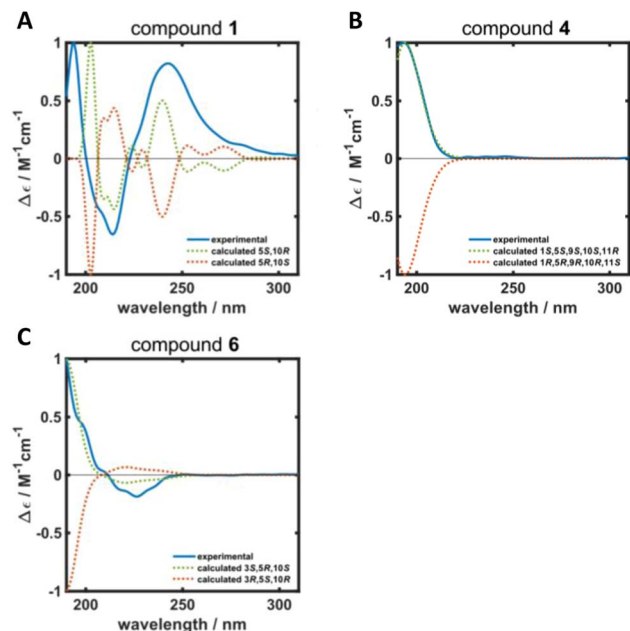 A
compound 1
Δϵ / M⁻¹cm⁻¹
1
0.5
0
-0.5
-1
experimental
calculated 5S,10R
calculated 5R,10S
200 250 300
wavelength / nm
B
compound 4
Δϵ / M⁻¹cm⁻¹
1
0.5
0
-0.5
-1
experimental
calculated 1S,5S,9S,10S,11R
calculated 1R,5R,9R,10R,11S
200 250 300
wavelength / nm
C
compound 6
Δϵ / M⁻¹cm⁻¹
1
0.5
0
-0.5
-1
experimental
calculated 3S,5R,10S
calculated 3R,5S,10R
200 250 300
wavelength / nm